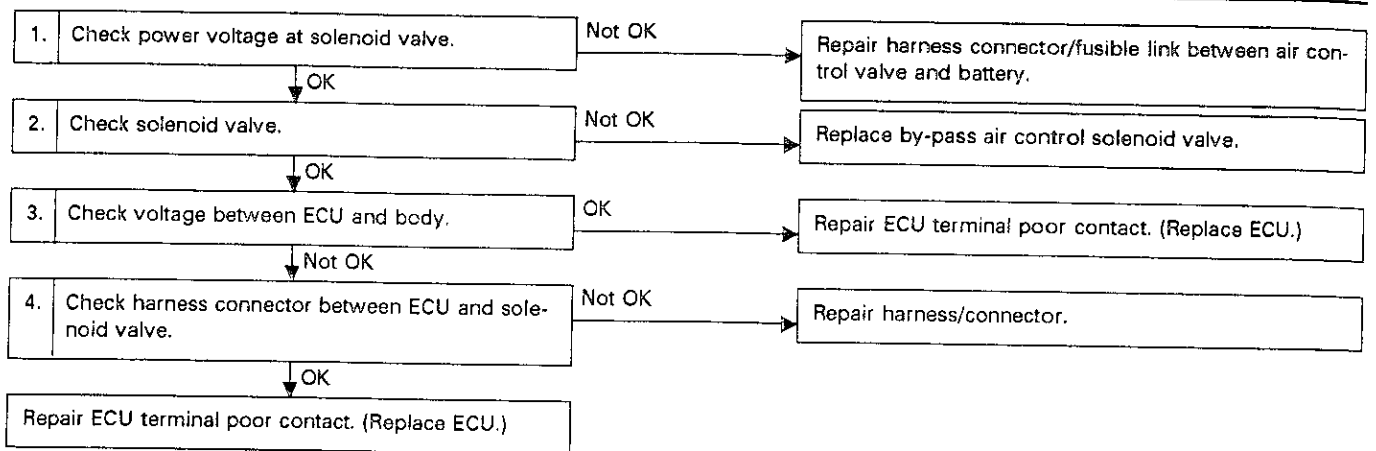 1. Check power voltage at solenoid valve.
Not OK
Repair harness connector/fusible link between air con-
trol valve and battery.
OK
2. Check solenoid valve.
Not OK
Replace by-pass air control solenoid valve.
OK
3. Check voltage between ECU and body.
OK
Repair ECU terminal poor contact. (Replace ECU.)
Not OK
4. Check harness connector between ECU and sole-
noid valve.
Not OK
Repair harness/connector.
OK
Repair ECU terminal poor contact. (Replace ECU.)